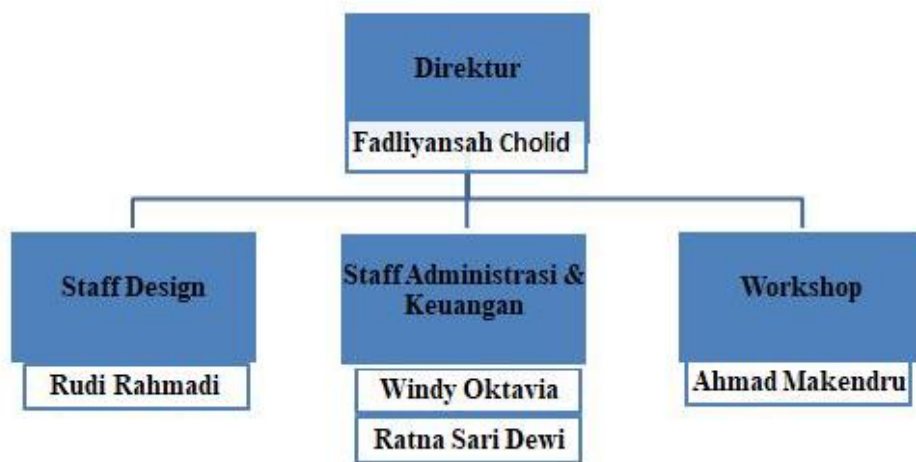 Direktur
Fadliyansah Cholid
Staff Design
Rudi Rahmadi
Staff Administrasi &
Keuangan
Windy Oktavia
Ratna Sari Dewi
Workshop
Ahmad Makendru